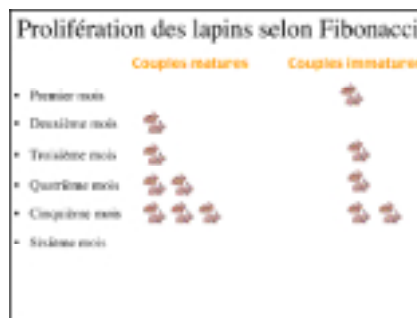 Prolifération des lapins selon Fibonacci
Couples matures Couples immatures
• Premier mois
• Deuxième mois
• Troisième mois
• Quatrième mois
• Cinquième mois
• Sixième mois